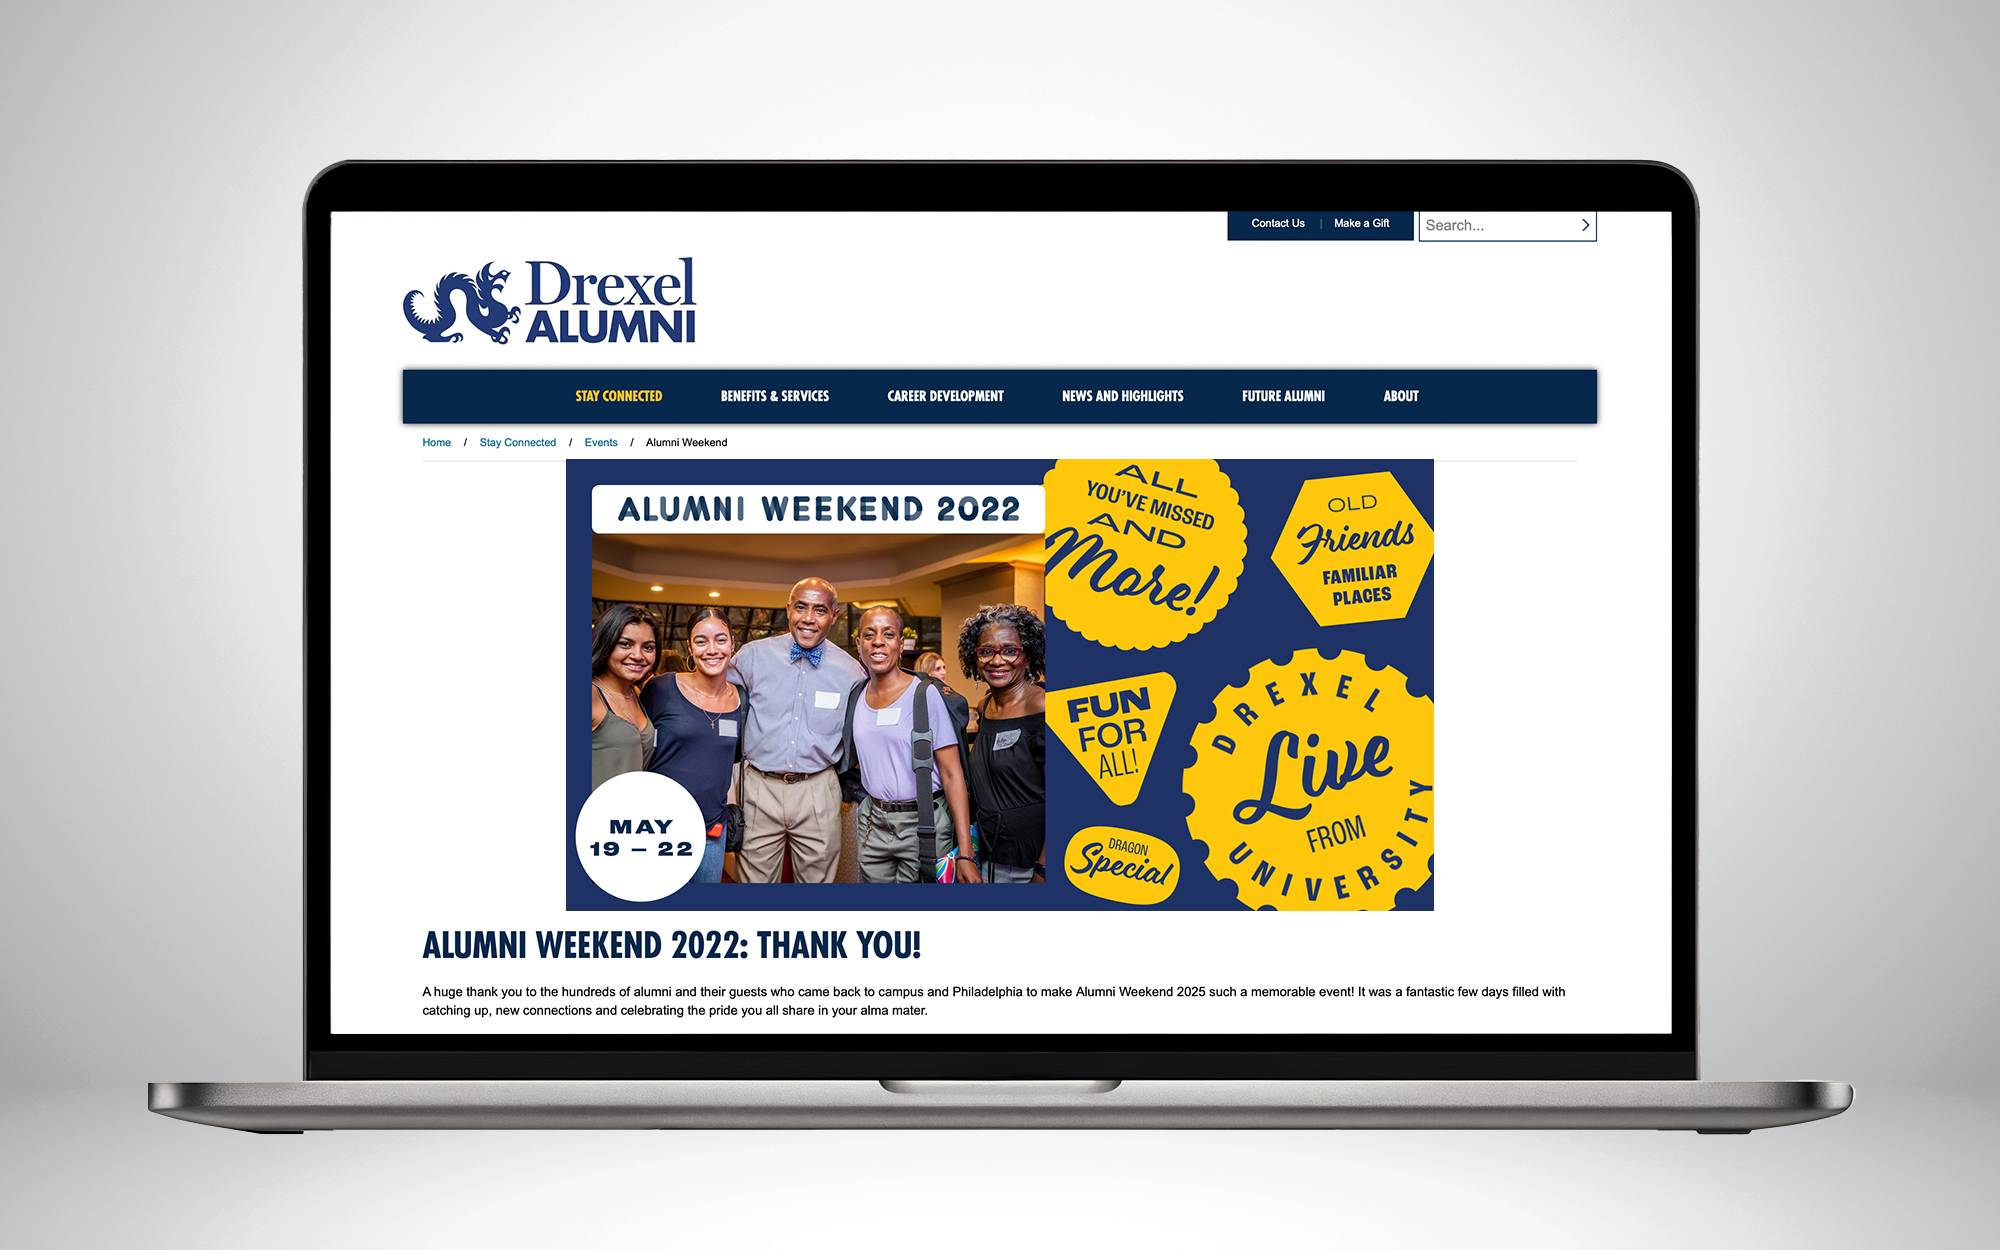 Contact Us | Make a Gift
Search...
Drexel
ALUMNI
STAY CONNECTED
BENEFITS & SERVICES
CAREER DEVELOPMENT
NEWS AND HIGHLIGHTS
FUTURE ALUMNI
ABOUT
Home / Stay Connected / Events / Alumni Weekend
ALUMNI WEEKEND 2022
MAY
19 – 22
ALL
YOU'VE MISSED
AND
More!
OLD
Friends
FAMILIAR
PLACES
FUN
FOR
ALL!
DREXEL
Live
FROM
UNIVERSITY
DRAGON
Special
ALUMNI WEEKEND 2022: THANK YOU!
A huge thank you to the hundreds of alumni and their guests who came back to campus and Philadelphia to make Alumni Weekend 2025 such a memorable event! It was a fantastic few days filled with
catching up, new connections and celebrating the pride you all share in your alma mater.